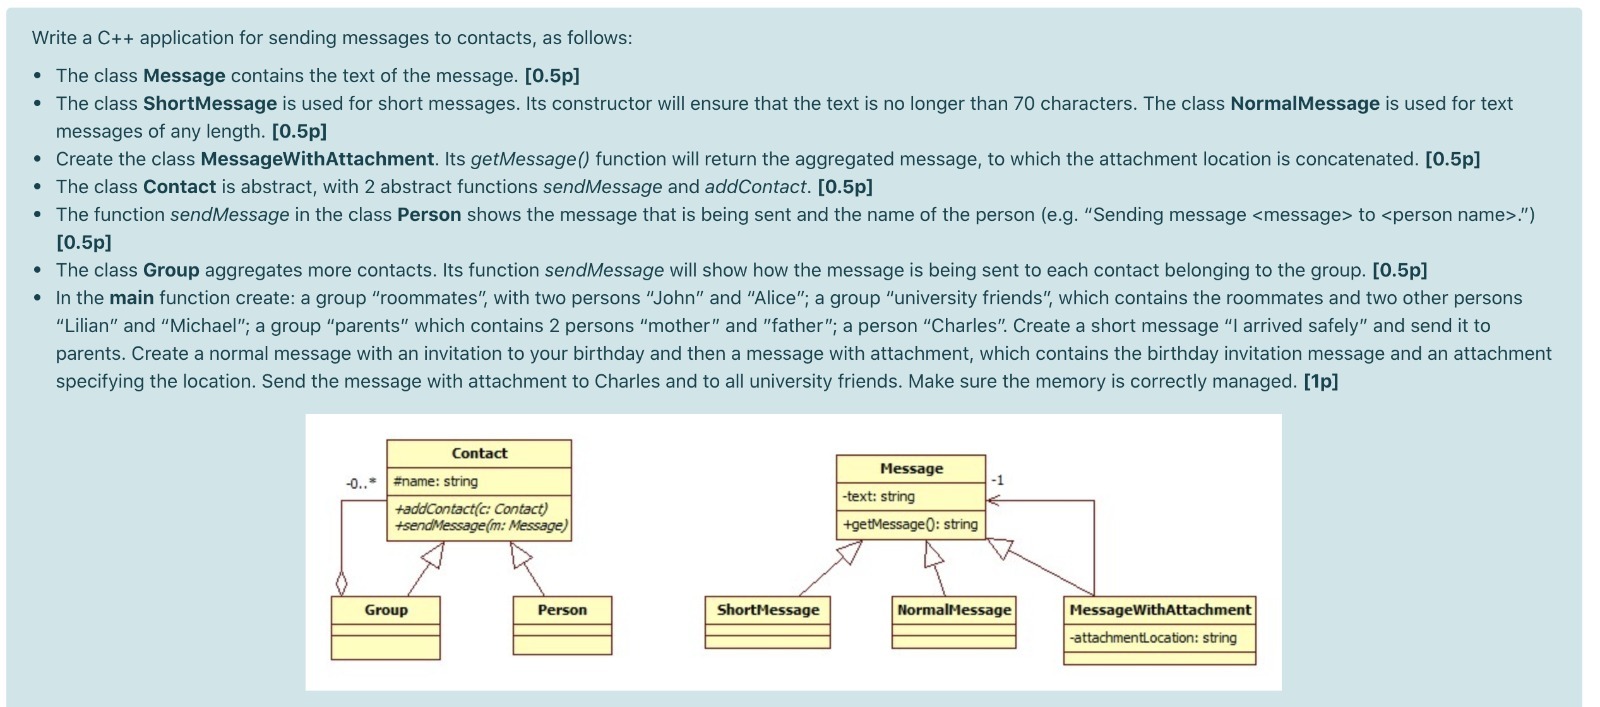 Write a C++ application for sending messages to contacts, as follows:
• The class Message contains the text of the message. [0.5p]
• The class ShortMessage is used for short messages. Its constructor will ensure that the text is no longer than 70 characters. The class NormalMessage is used for text
messages of any length. [0.5p]
• Create the class MessageWithAttachment. Its getMessage() function will return the aggregated message, to which the attachment location is concatenated. [0.5p]
• The class Contact is abstract, with 2 abstract functions sendMessage and addContact. [0.5p]
• The function sendMessage in the class Person shows the message that is being sent and the name of the person (e.g. “Sending message <message> to <person name>.”)
[0.5p]
• The class Group aggregates more contacts. Its function sendMessage will show how the message is being sent to each contact belonging to the group. [0.5p]
• In the main function create: a group “roommates”, with two persons “John” and “Alice”; a group “university friends”, which contains the roommates and two other persons
“Lilian” and “Michael”; a group “parents” which contains 2 persons “mother” and ”father”; a person “Charles”. Create a short message “I arrived safely” and send it to
parents. Create a normal message with an invitation to your birthday and then a message with attachment, which contains the birthday invitation message and an attachment
specifying the location. Send the message with attachment to Charles and to all university friends. Make sure the memory is correctly managed. [1p]
Contact
-0..*
#name: string
+addContact(c: Contact)
+sendMessage(m: Message)
Group
Person
Message
-1
-text: string
+getMessage(): string
ShortMessage
NormalMessage
MessageWithAttachment
-attachmentLocation: string